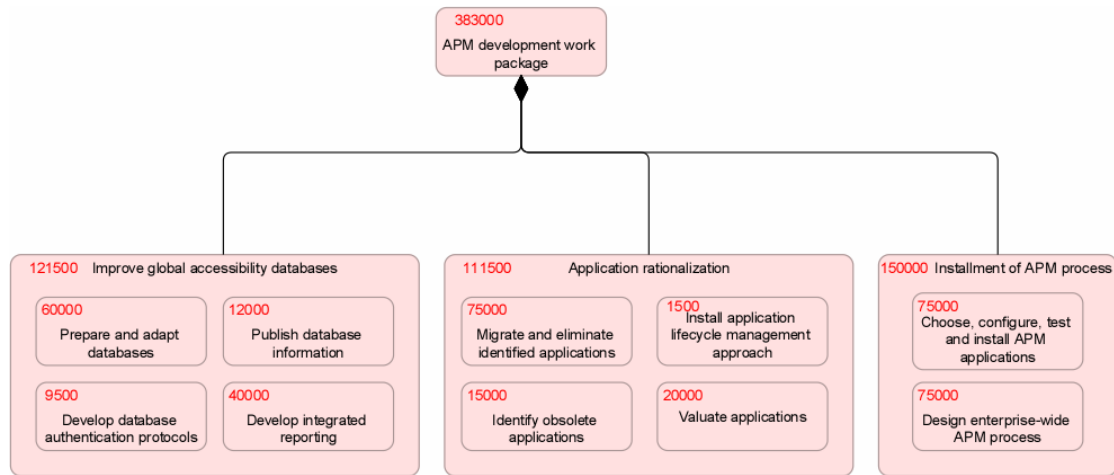 383000
APM development work
package
121500 Improve global accessibility databases
60000
Prepare and adapt
databases
12000
Publish database
information
9500
Develop database
authentication protocols
40000
Develop integrated
reporting
111500 Application rationalization
75000
Migrate and eliminate
identified applications
1500
Install application
lifecycle management
approach
15000
Identify obsolete
applications
20000
Valuate applications
150000 Installment of APM process
75000
Choose, configure, test
and install APM
applications
75000
Design enterprise-wide
APM process